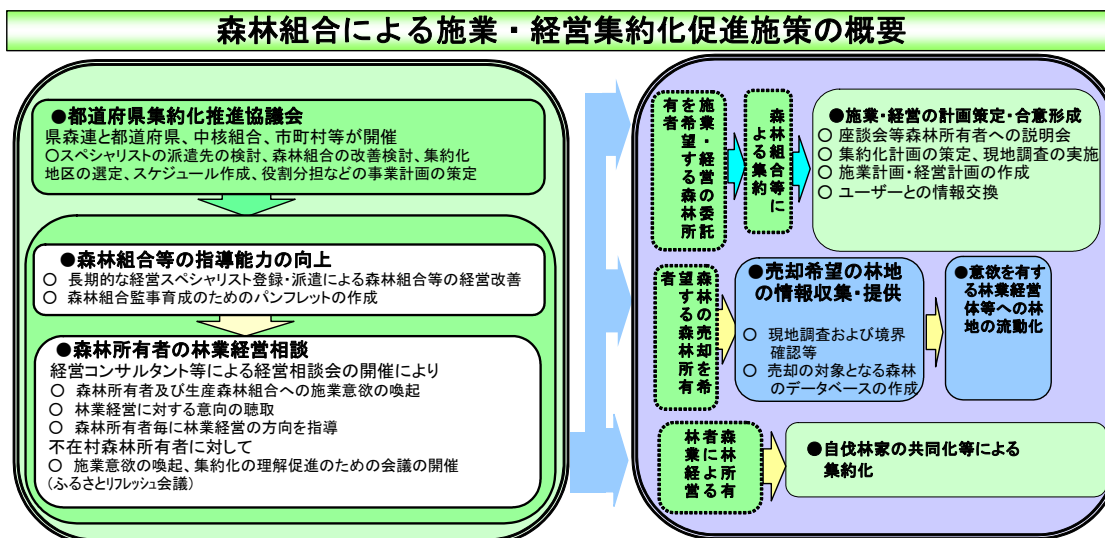 森林組合による施業・経営集約化促進施策の概要
●都道府県集約化推進協議会
県森連と都道府県、中核組合、市町村等が開催
○スペシャリストの派遣先の検討、森林組合の改善検討、集約化
地区の選定、スケジュール作成、役割分担などの事業計画の策定
●森林組合等の指導能力の向上
○ 長期的な経営スペシャリスト登録・派遣による森林組合等の経営改善
○ 森林組合監事育成のためのパンフレットの作成
●森林所有者の林業経営相談
経営コンサルタント等による経営相談会の開催により
○ 森林所有者及び生産森林組合への施業意欲の喚起
○ 林業経営に対する意向の聴取
○ 森林所有者毎に林業経営の方向を指導
不在村森林所有者に対して
○ 施業意欲の喚起、集約化の理解促進のための会議の開催
(ふるさとリフレッシュ会議)
施業・経営の委託
を希望する森林所
有者
森林組合等に
よる集約
●施業・経営の計画策定・合意形成
○ 座談会等森林所有者への説明会
○ 集約化計画の策定、現地調査の実施
○ 施業計画・経営計画の作成
○ ユーザーとの情報交換
森林の売却を希
望する森林所有
者
●売却希望の林地
の情報収集・提供
○ 現地調査および境界
確認等
○ 売却の対象となる森林
のデータベースの作成
●意欲を有す
る林業経営
体等への林
地の流動化
森林所有
者による
林業経営
●自伐林家の共同化等による
集約化